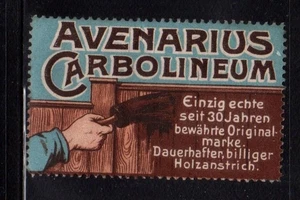 AVENARIUS
CARBOLINEUM
Einzig echte
seit 30 Jahren
bewährte Original-
marke.
Dauerhafter, billiger
Holzanstrich.